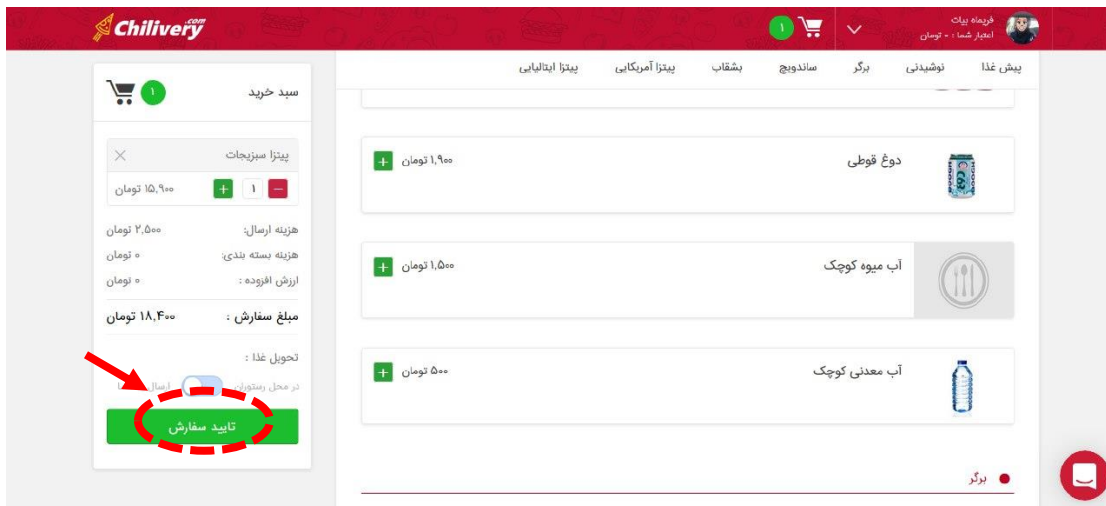 Chilivery.com
۱
فریماه بیات
اعتبار شما : ۰ تومان
پیش غذا نوشیدنی برگر ساندویچ بشقاب پیتزا آمریکایی پیتزا ایتالیایی
دوغ قوطی
۱,۹۰۰ تومان
آب میوه کوچک
۱,۵۰۰ تومان
آب معدنی کوچک
۵۰۰ تومان
برگر
سبد خرید ۱
پیتزا سبزیجات
۱ ۱۵,۹۰۰ تومان
هزینه ارسال: ۲,۵۰۰ تومان
هزینه بسته بندی: ۰ تومان
ارزش افزوده : ۰ تومان
مبلغ سفارش : ۱۸,۴۰۰ تومان
تحویل غذا :
در محل رستوران ارسال
تایید سفارش